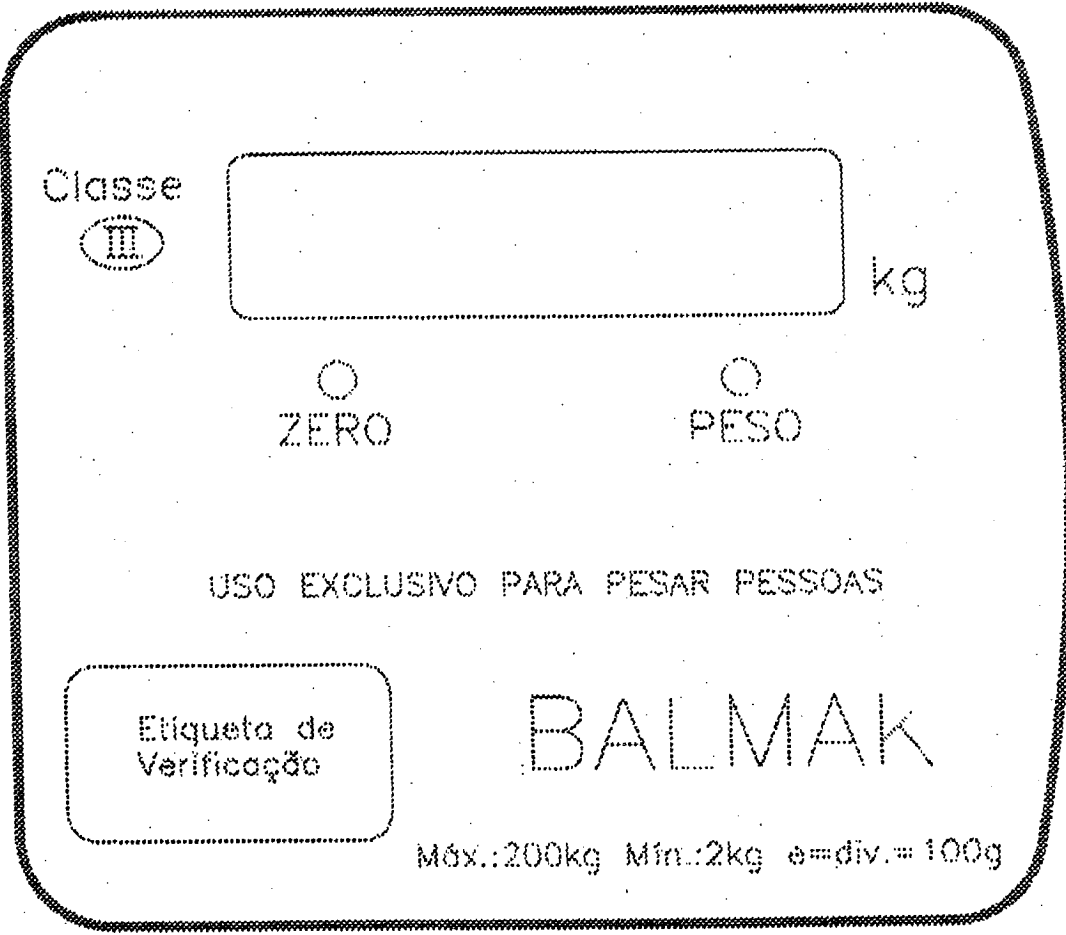 Classe
III
kg
ZERO PESO
USO EXCLUSIVO PARA PESAR PESSOAS
Etiqueta de
Verificação
BALMAK
Máx.:200kg Mín.:2kg e=div.=100g